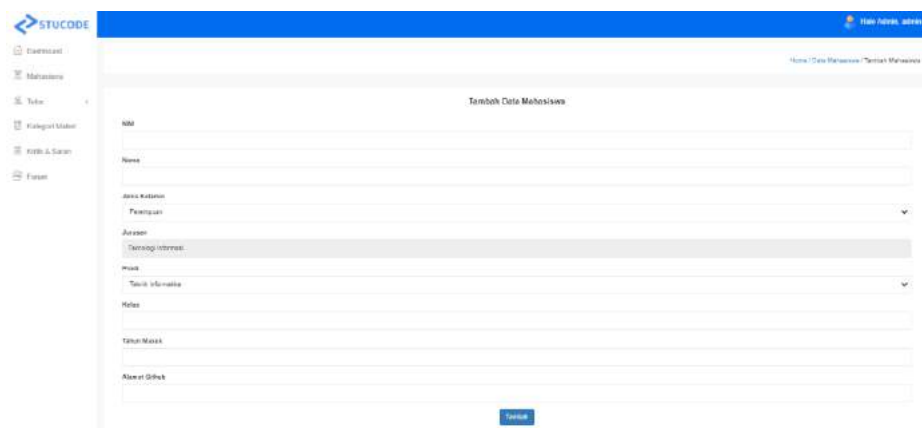 STUCODE
Halo Admin, admin
Dashboard
Mahasiswa
Tutor
Kategori Materi
Kritik & Saran
Forum
Home / Data Mahasiswa / Tambah Mahasiswa
Tambah Data Mahasiswa
NIM
Nama
Jenis Kelamin
Perempuan
Jurusan
Teknologi Informasi
Prodi
Teknik Informatika
Kelas
Tahun Masuk
Alamat Github
Tambah